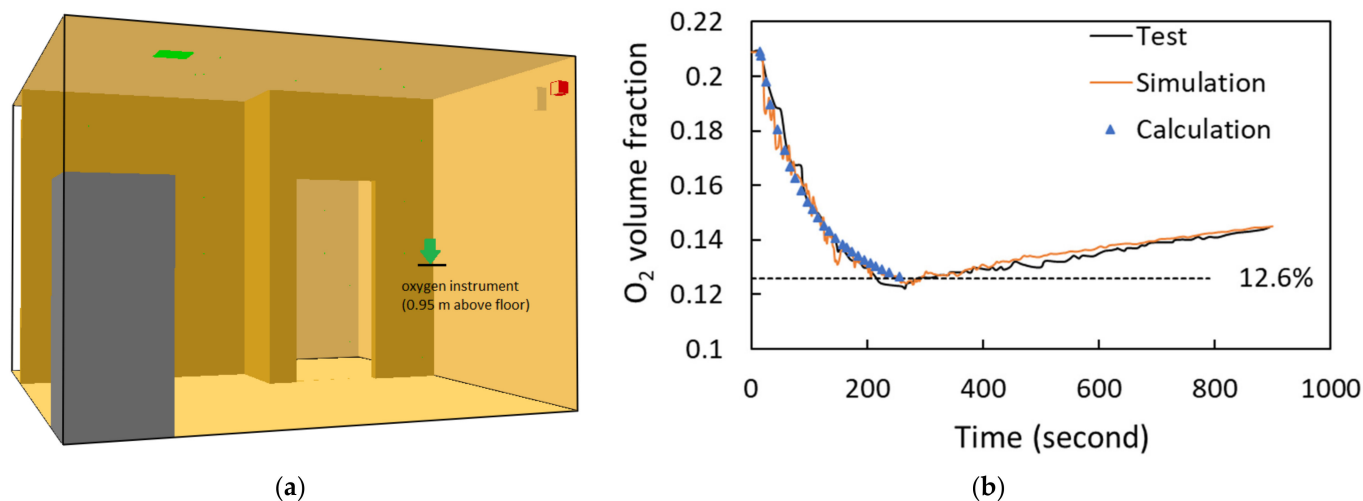 oxygen instrument
(0.95 m above floor)
(a)
0.22
0.2
0.18
0.16
0.14
0.12
0.1
O2 volume fraction
Test
Simulation
Calculation
12.6%
0 200 400 600 800 1000
Time (second)
(b)